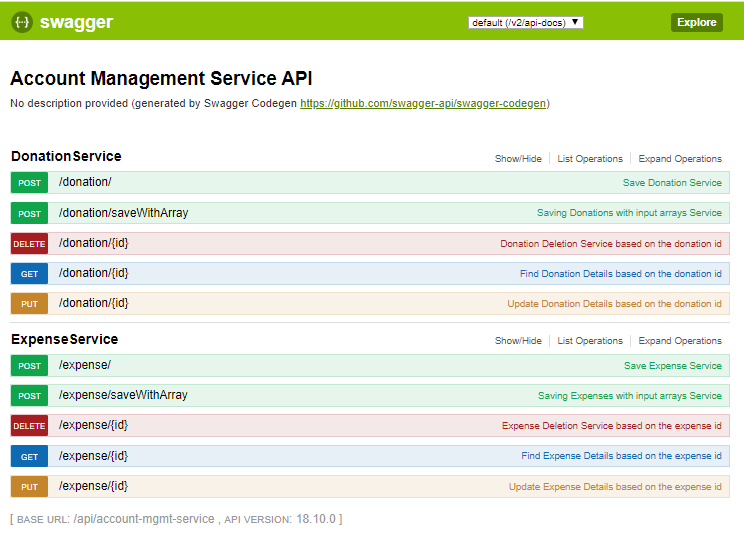 {···} swagger default (/v2/api-docs) ▼ Explore
Account Management Service API
No description provided (generated by Swagger Codegen https://github.com/swagger-api/swagger-codegen)
DonationService Show/Hide List Operations Expand Operations
POST /donation/ Save Donation Service
POST /donation/saveWithArray Saving Donations with input arrays Service
DELETE /donation/{id} Donation Deletion Service based on the donation id
GET /donation/{id} Find Donation Details based on the donation id
PUT /donation/{id} Update Donation Details based on the donation id
ExpenseService Show/Hide List Operations Expand Operations
POST /expense/ Save Expense Service
POST /expense/saveWithArray Saving Expenses with input arrays Service
DELETE /expense/{id} Expense Deletion Service based on the expense id
GET /expense/{id} Find Expense Details based on the expense id
PUT /expense/{id} Update Expense Details based on the expense id
[ BASE URL: /api/account-mgmt-service , API VERSION: 18.10.0 ]